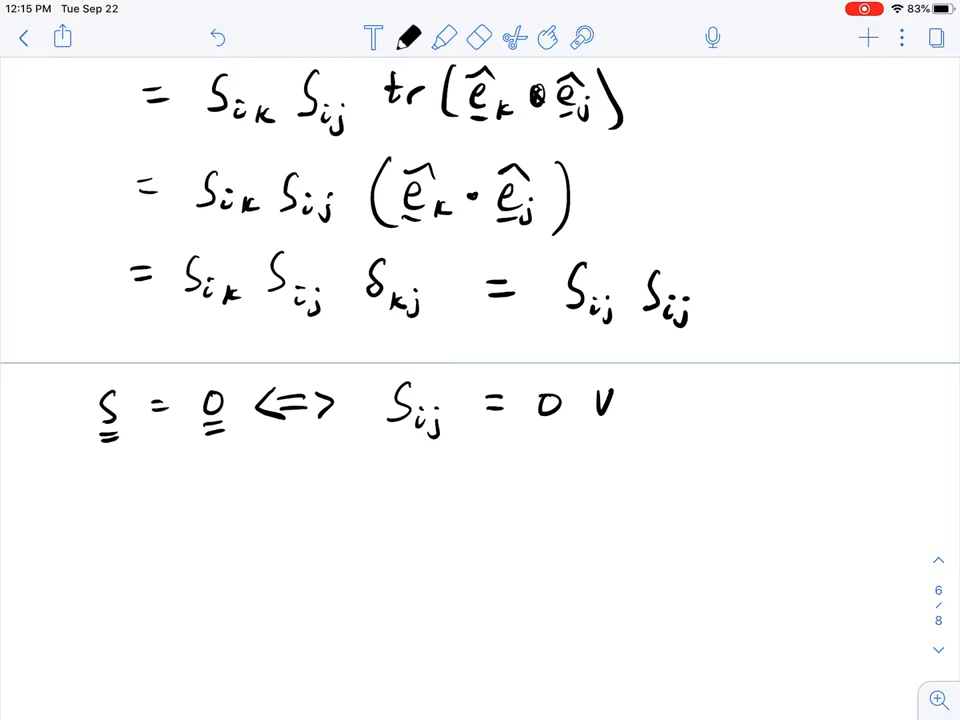 12:15 PM Tue Sep 22 83%
= S_ik S_ij tr(ê_k ⊗ ê_j)
= S_ik S_ij (ê_k · ê_j)
= S_ik S_ij δ_kj = S_ij S_ij
S = 0 <=> S_ij = 0 V
6
/
8